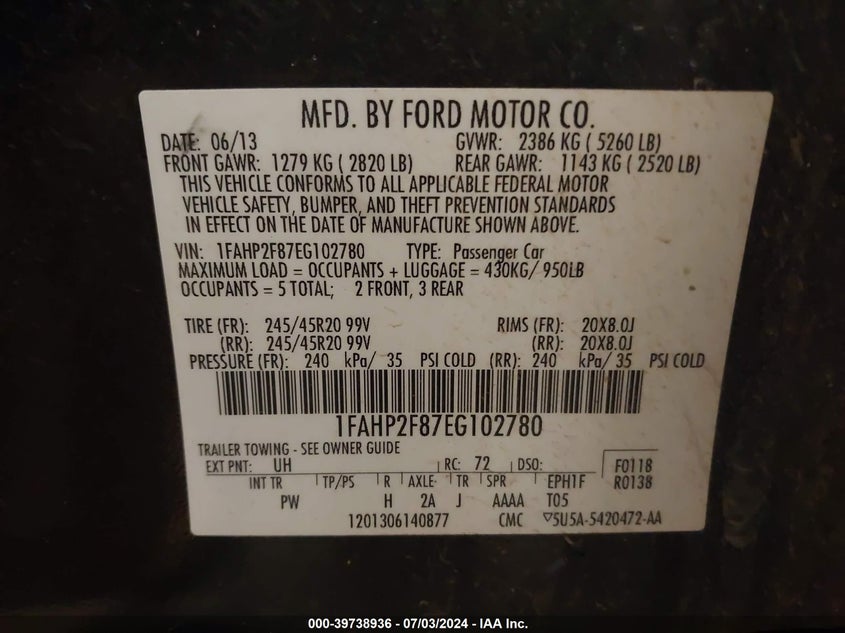 MFD. BY FORD MOTOR CO.
DATE: 06/13 GVWR: 2386 KG ( 5260 LB)
FRONT GAWR: 1279 KG ( 2820 LB) REAR GAWR: 1143 KG ( 2520 LB)
THIS VEHICLE CONFORMS TO ALL APPLICABLE FEDERAL MOTOR
VEHICLE SAFETY, BUMPER, AND THEFT PREVENTION STANDARDS
IN EFFECT ON THE DATE OF MANUFACTURE SHOWN ABOVE.
VIN: 1FAHP2F87EG102780 TYPE: Passenger Car
MAXIMUM LOAD = OCCUPANTS + LUGGAGE = 430KG/ 950LB
OCCUPANTS = 5 TOTAL; 2 FRONT, 3 REAR
TIRE (FR): 245/45R20 99V RIMS (FR): 20X8.0J
(RR): 245/45R20 99V (RR): 20X8.0J
PRESSURE (FR): 240 kPa/ 35 PSI COLD (RR): 240 kPa/ 35 PSI COLD
1FAHP2F87EG102780
TRAILER TOWING - SEE OWNER GUIDE
EXT PNT: UH RC: 72 DSO: F0118
INT TR TP/PS R AXLE TR SPR EPH1F R0138
PW H 2A J AAAA T05
1201306140877 CMC ▽5U5A-5420472-AA
000-39738936 - 07/03/2024 - IAA Inc.